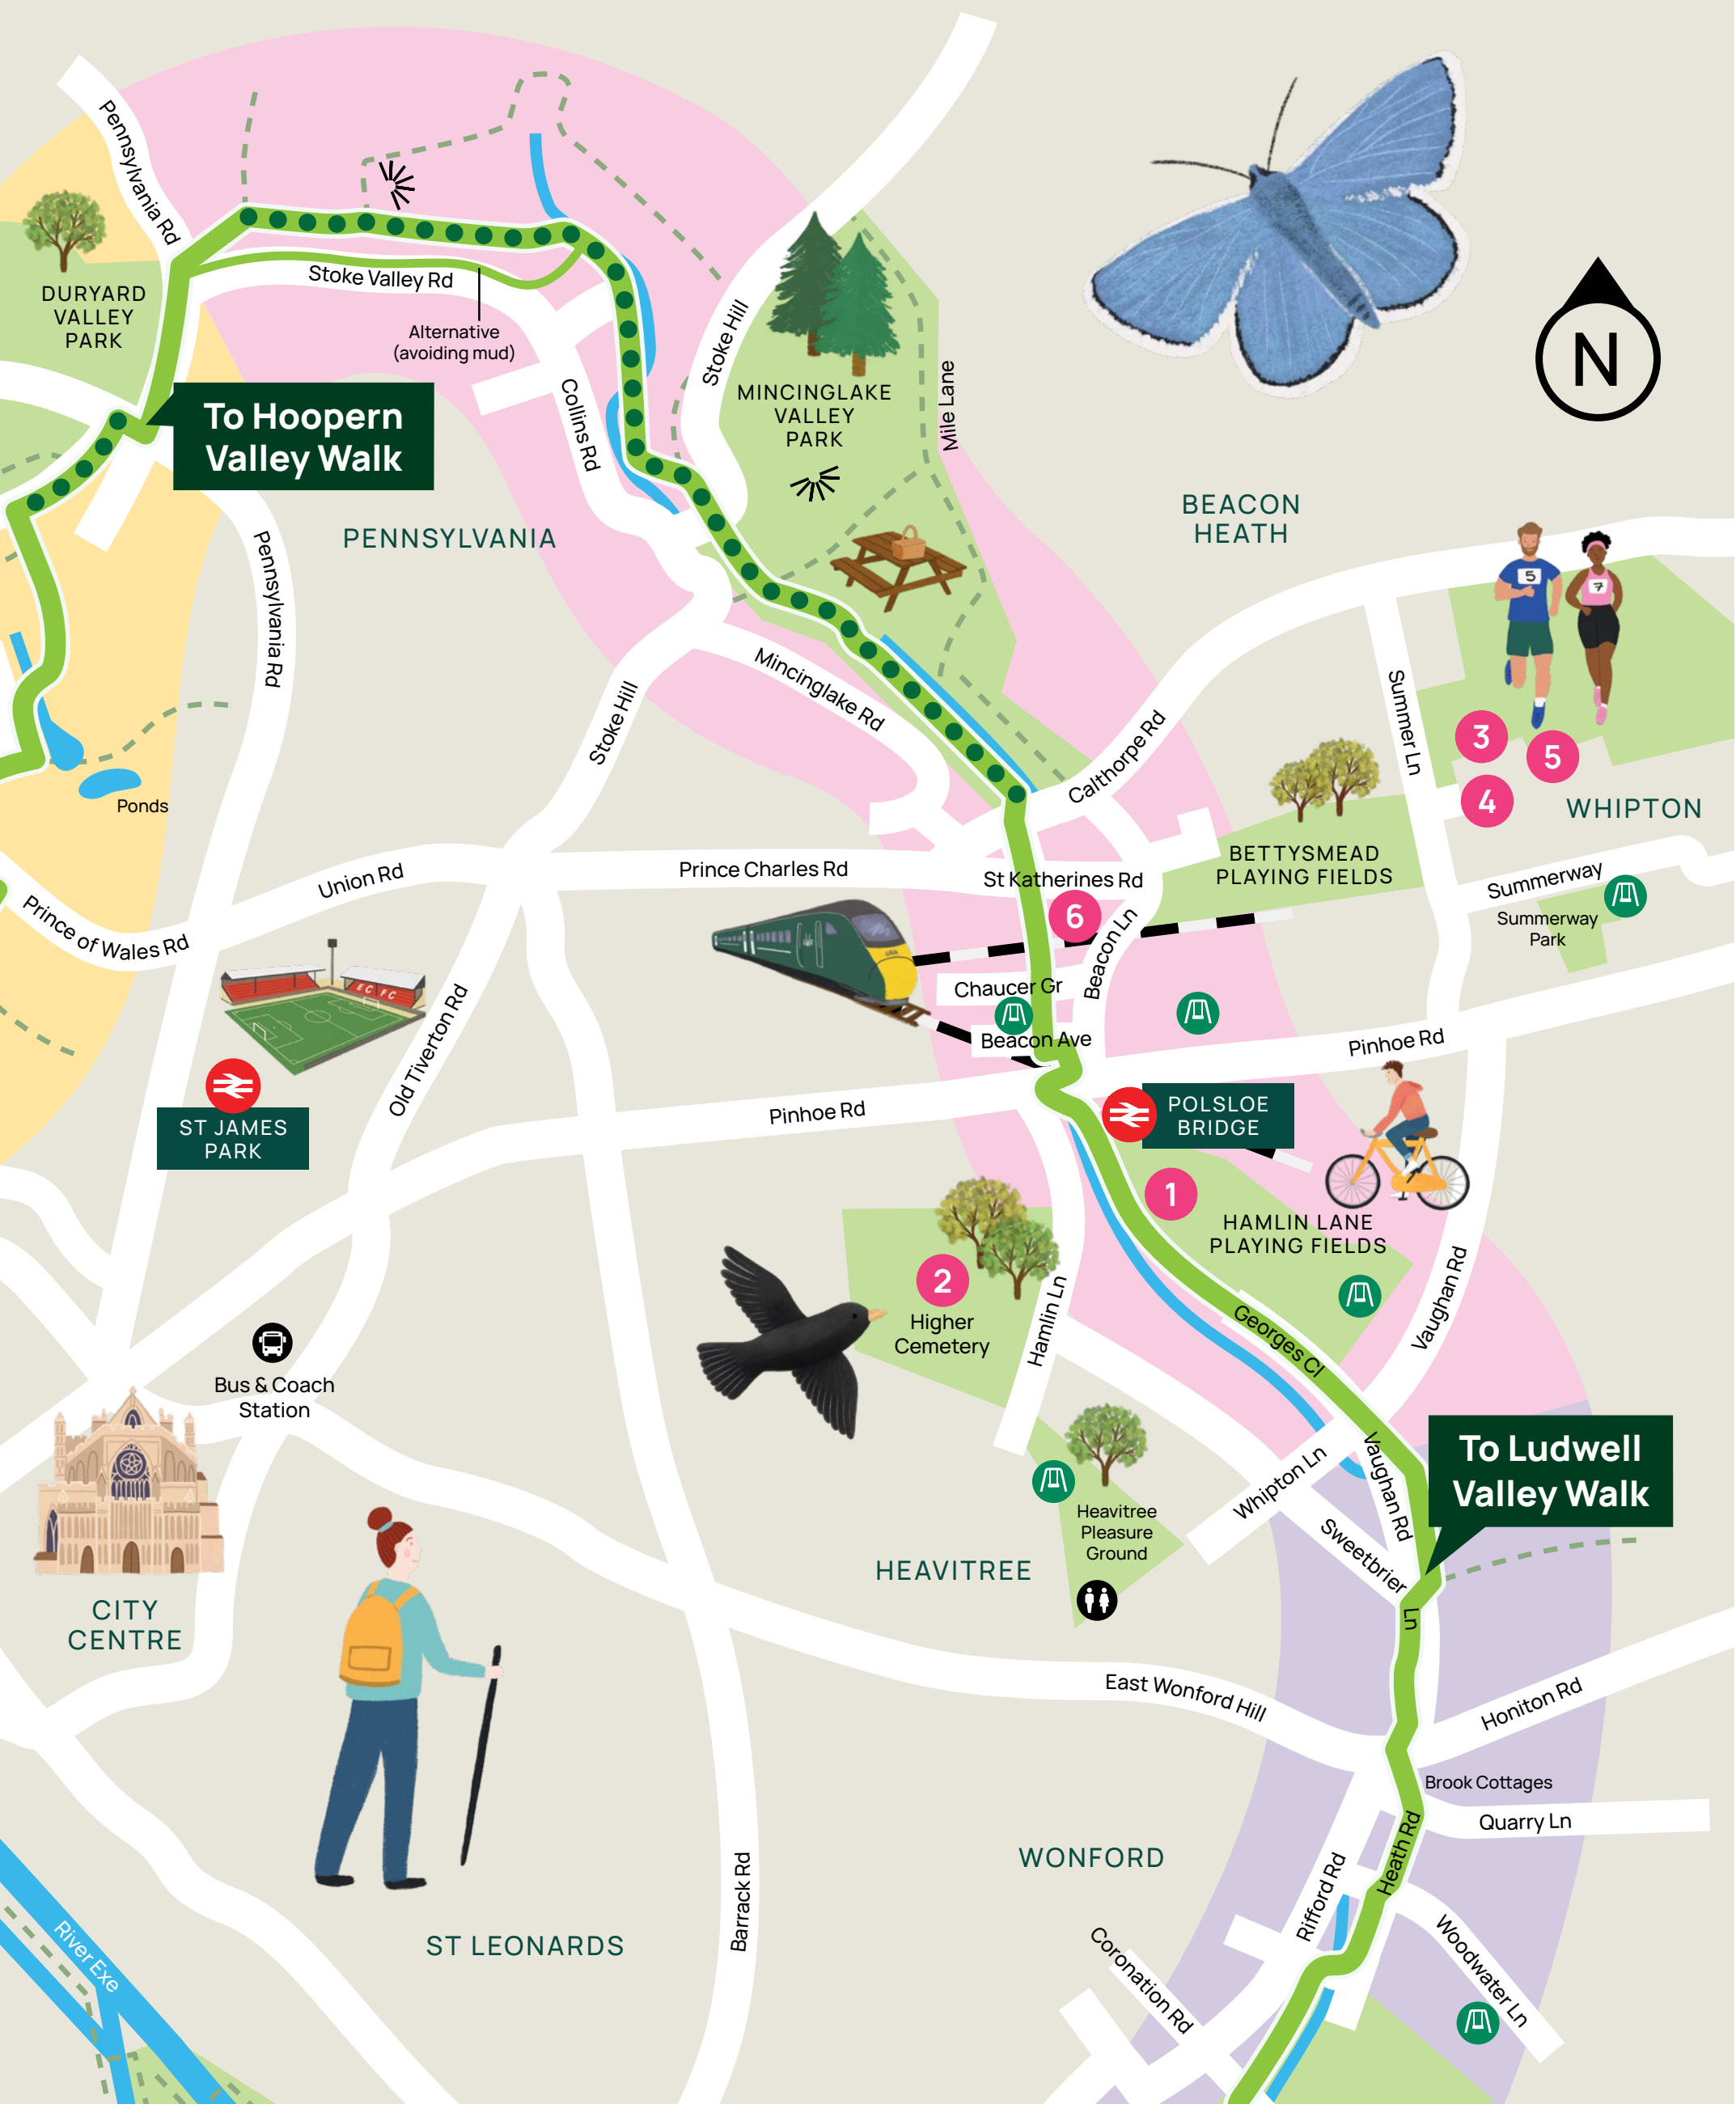 Pennsylvania Rd
DURYARD
VALLEY
PARK
Stoke Valley Rd
Alternative
(avoiding mud)
To Hoopern
Valley Walk
Collins Rd
Stoke Hill
MINCINGLAKE
VALLEY
PARK
Mile Lane
N
BEACON
HEATH
PENNSYLVANIA
Pennsylvania Rd
5
7
Mincinglake Rd
Stoke Hill
Calthorpe Rd
Summer Ln
3
5
4
WHIPTON
Ponds
BETTYSMEAD
PLAYING FIELDS
Prince Charles Rd
St Katherines Rd
Union Rd
Summerway
Summerway
Park
6
Prince of Wales Rd
Beacon Ln
Chaucer Gr
Beacon Ave
EC FC
Old Tiverton Rd
Pinhoe Rd
Pinhoe Rd
ST JAMES
PARK
POLSLOE
BRIDGE
1
HAMLIN LANE
PLAYING FIELDS
2
Higher
Cemetery
Hamlin Ln
Georges Cl
Vaughan Rd
Bus & Coach
Station
To Ludwell
Valley Walk
Vaughan Rd
Whipton Ln
Sweetbrier
Ln
Heavitree
Pleasure
Ground
HEAVITREE
CITY
CENTRE
East Wonford Hill
Honiton Rd
Brook Cottages
Quarry Ln
Heath Rd
WONFORD
Rifford Rd
Woodwater Ln
Coronation Rd
Barrack Rd
ST LEONARDS
River Exe